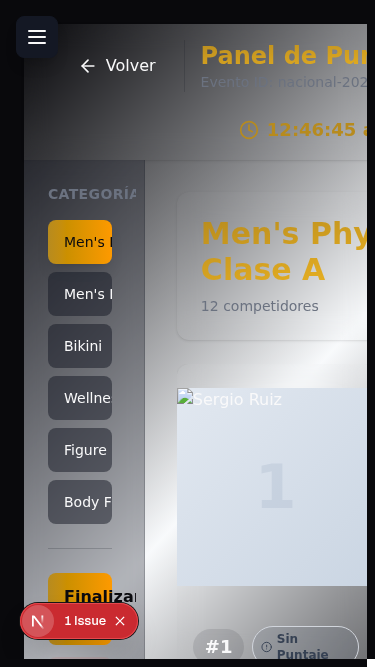 Volver
Panel de Pun
Evento nacional-202
12:46:45 a
CATEGORÍA
Men's P
Men's P
Bikini
Wellne
Figure
Body F
Finalizar
Men's Phy
Clase A
12 competidores
Sergio Ruiz
1
#1
Sin
Puntaje
1 Issue